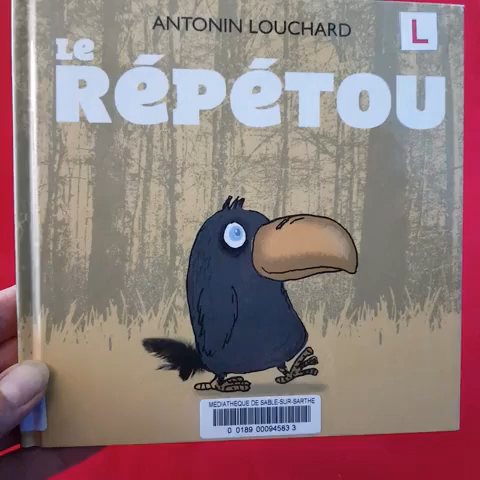 ANTONIN LOUCHARD
L
Le
RÉPÉTOU
MEDIATHEQUE DE SABLE-SUR-SARTHE
0 0189 00094583 3